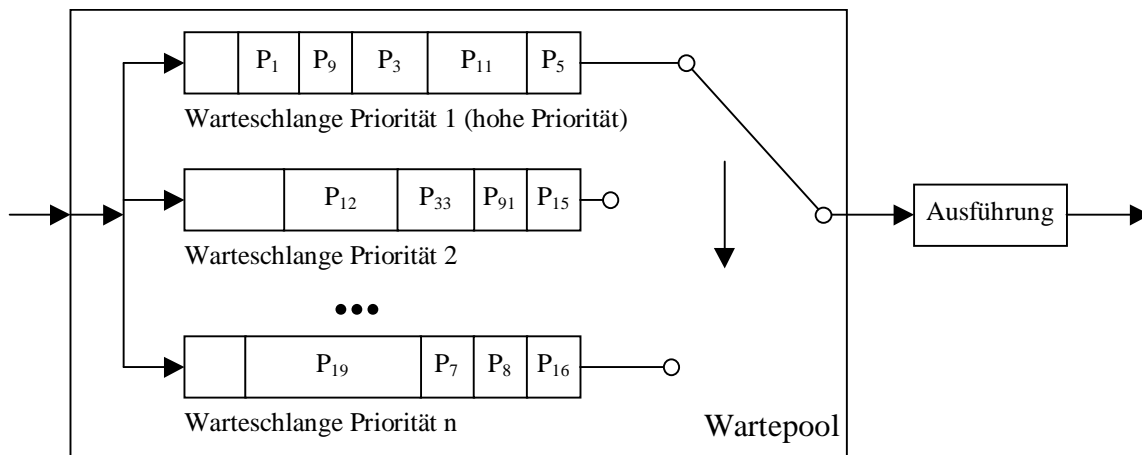 P1 P9 P3 P11 P5
Warteschlange Priorität 1 (hohe Priorität)
P12 P33 P91 P15
Ausführung
Warteschlange Priorität 2
P19 P7 P8 P16
Warteschlange Priorität n
Wartepool